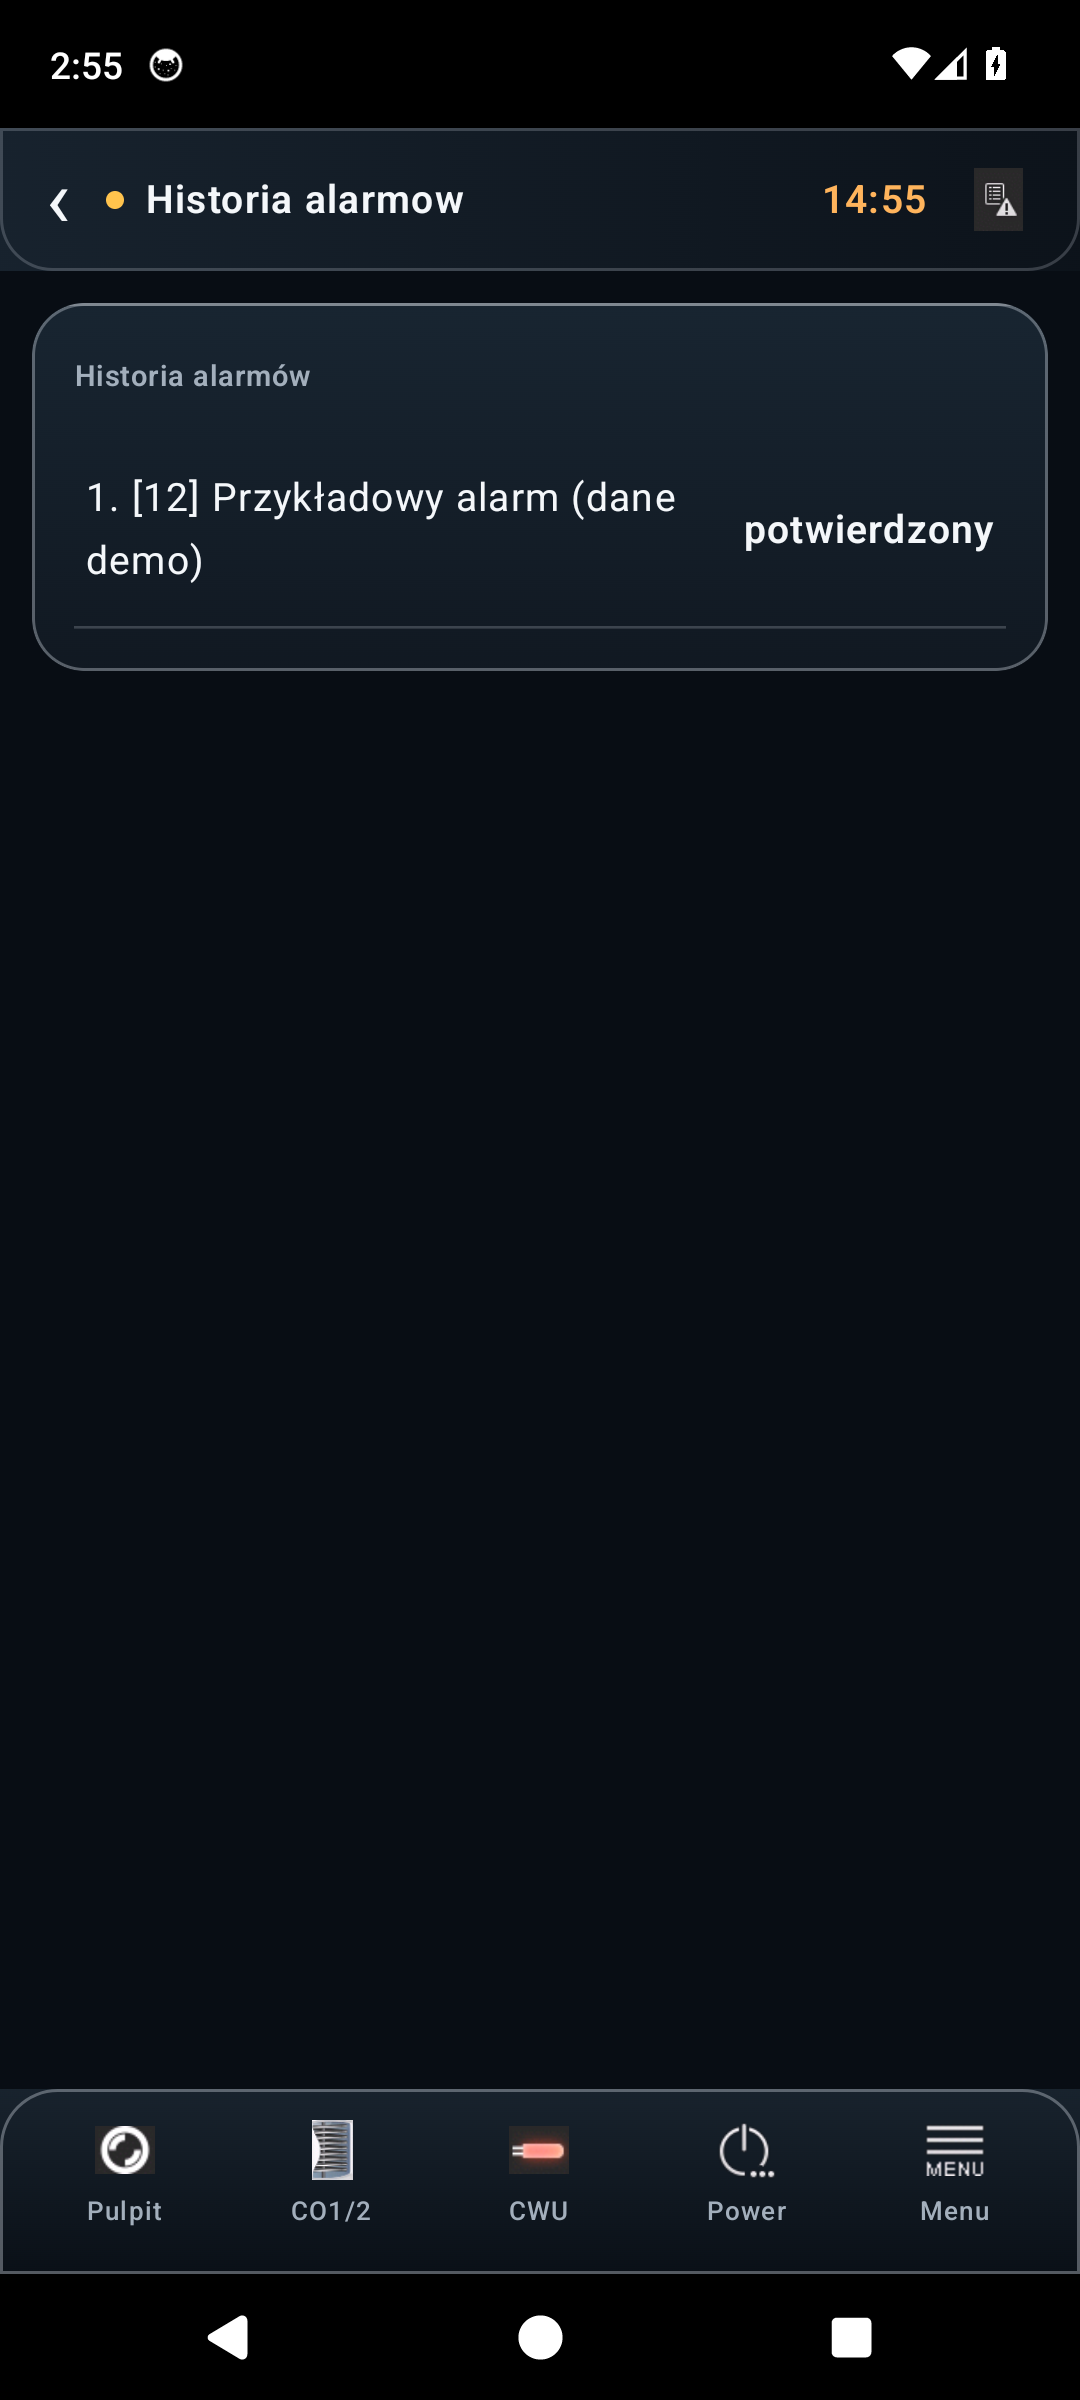 2:55
‹ Historia alarmow 14:55
Historia alarmów
1. [12] Przykładowy alarm (dane
demo)
potwierdzony
MENU
Pulpit CO1/2 CWU Power Menu